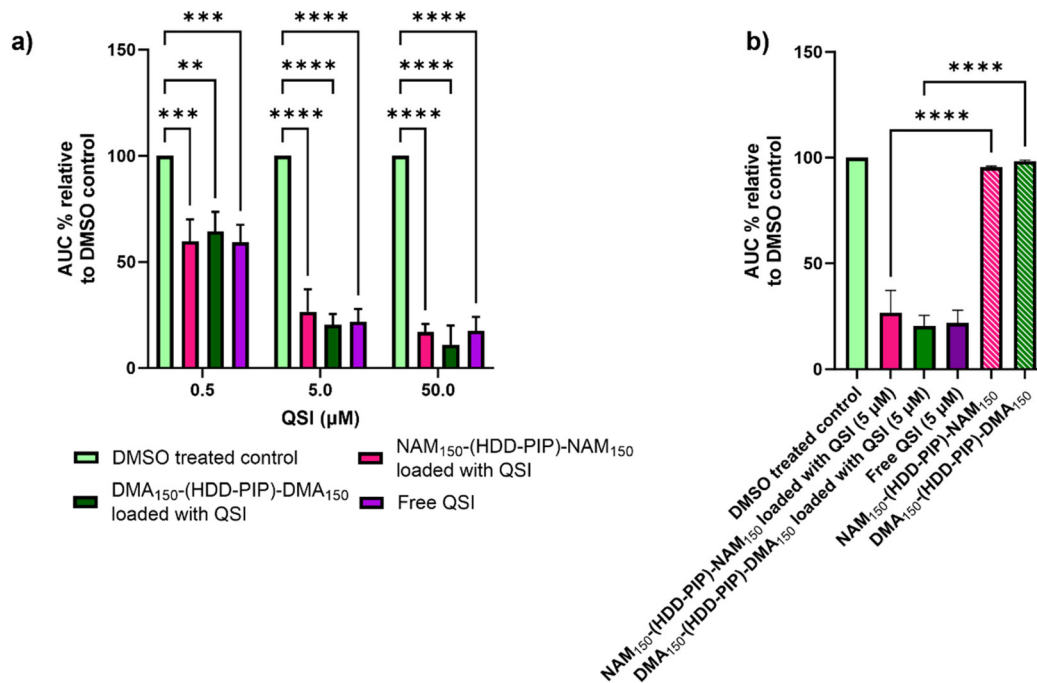 a)
AUC % relative
to DMSO control
150
100
50
0
***
**
***
****
****
****
****
****
****
0.5
5.0
50.0
QSI (µM)
DMSO treated control
DMA₁₅₀-(HDD-PIP)-DMA₁₅₀
loaded with QSI
NAM₁₅₀-(HDD-PIP)-NAM₁₅₀
loaded with QSI
Free QSI
b)
AUC % relative
to DMSO control
150
100
50
0
****
****
DMSO treated control
NAM₁₅₀-(HDD-PIP)-NAM₁₅₀ loaded with QSI (5 µM)
DMA₁₅₀-(HDD-PIP)-DMA₁₅₀ loaded with QSI (5 µM)
Free QSI (5 µM)
NAM₁₅₀-(HDD-PIP)-NAM₁₅₀
DMA₁₅₀-(HDD-PIP)-DMA₁₅₀